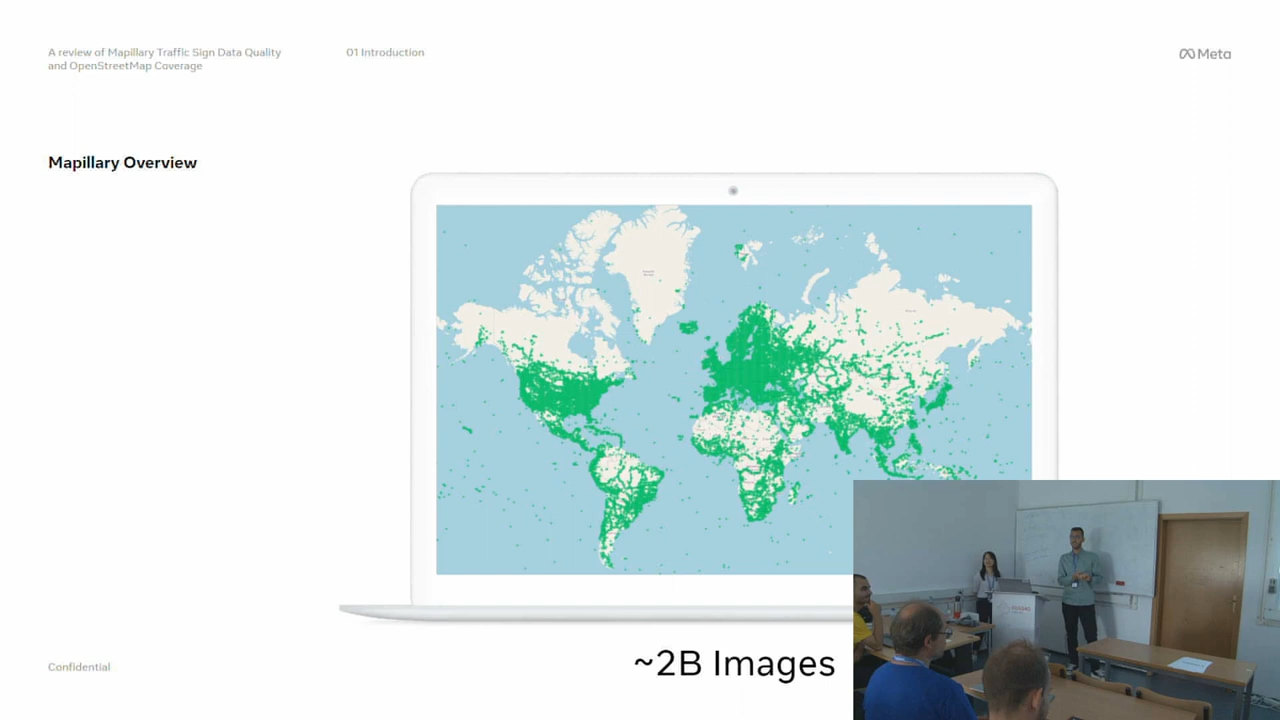 A review of Mapillary Traffic Sign Data Quality
and OpenStreetMap Coverage
01 Introduction
Meta
Mapillary Overview
Confidential
~2B Images